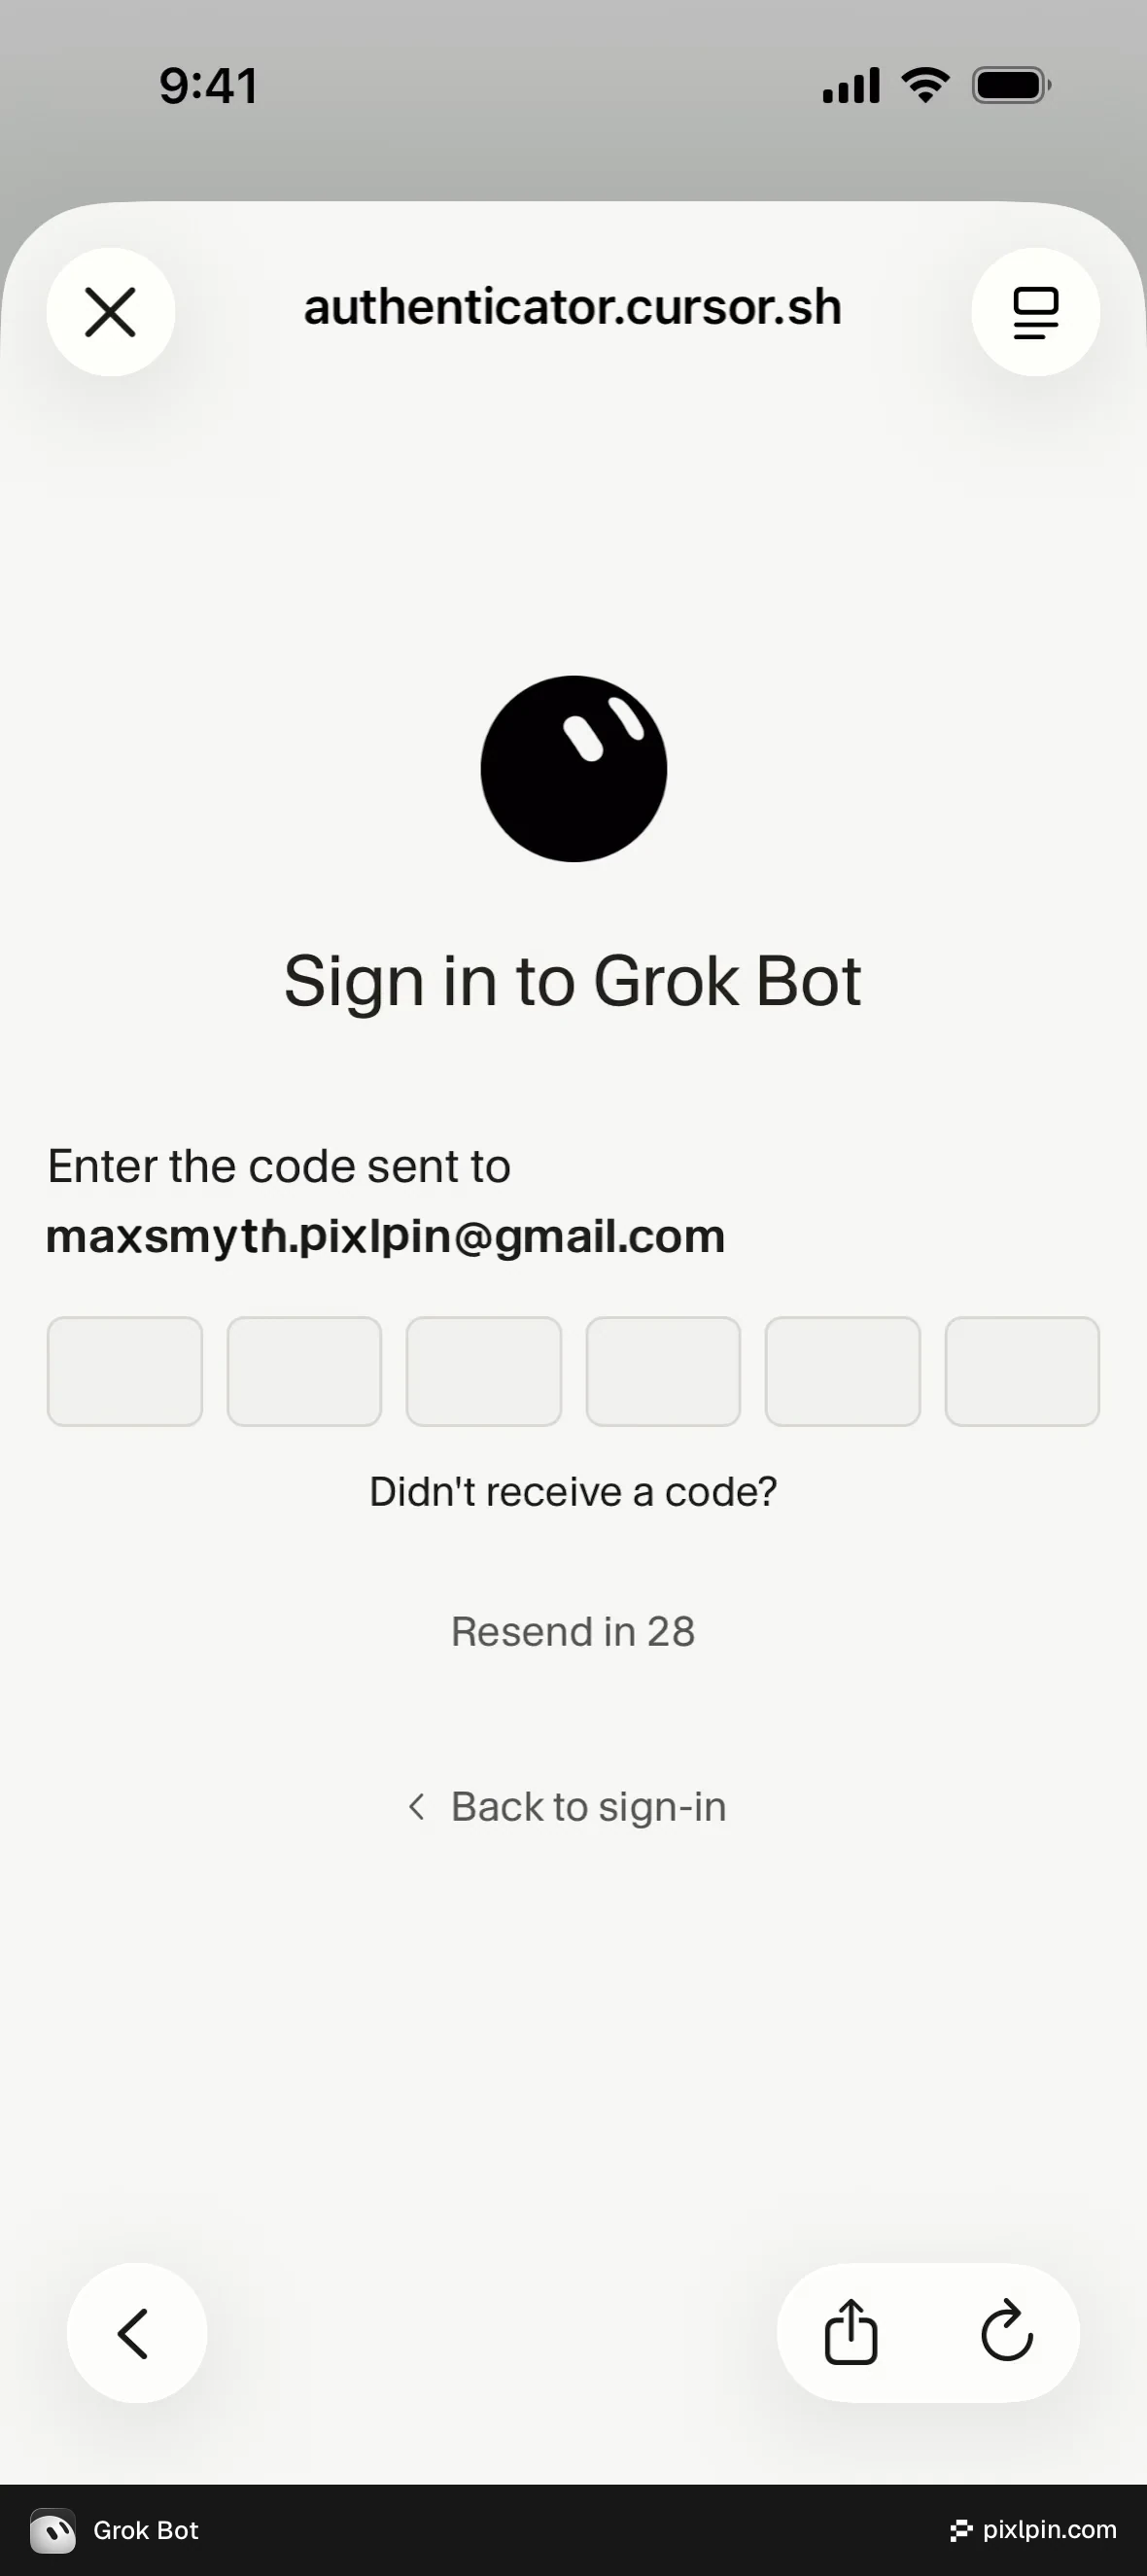 9:41
authenticator.cursor.sh
Sign in to Grok Bot
Enter the code sent to
maxsmyth.pixlpin@gmail.com
Didn't receive a code?
Resend in 28
Back to sign-in
Grok Bot
pixlpin.com